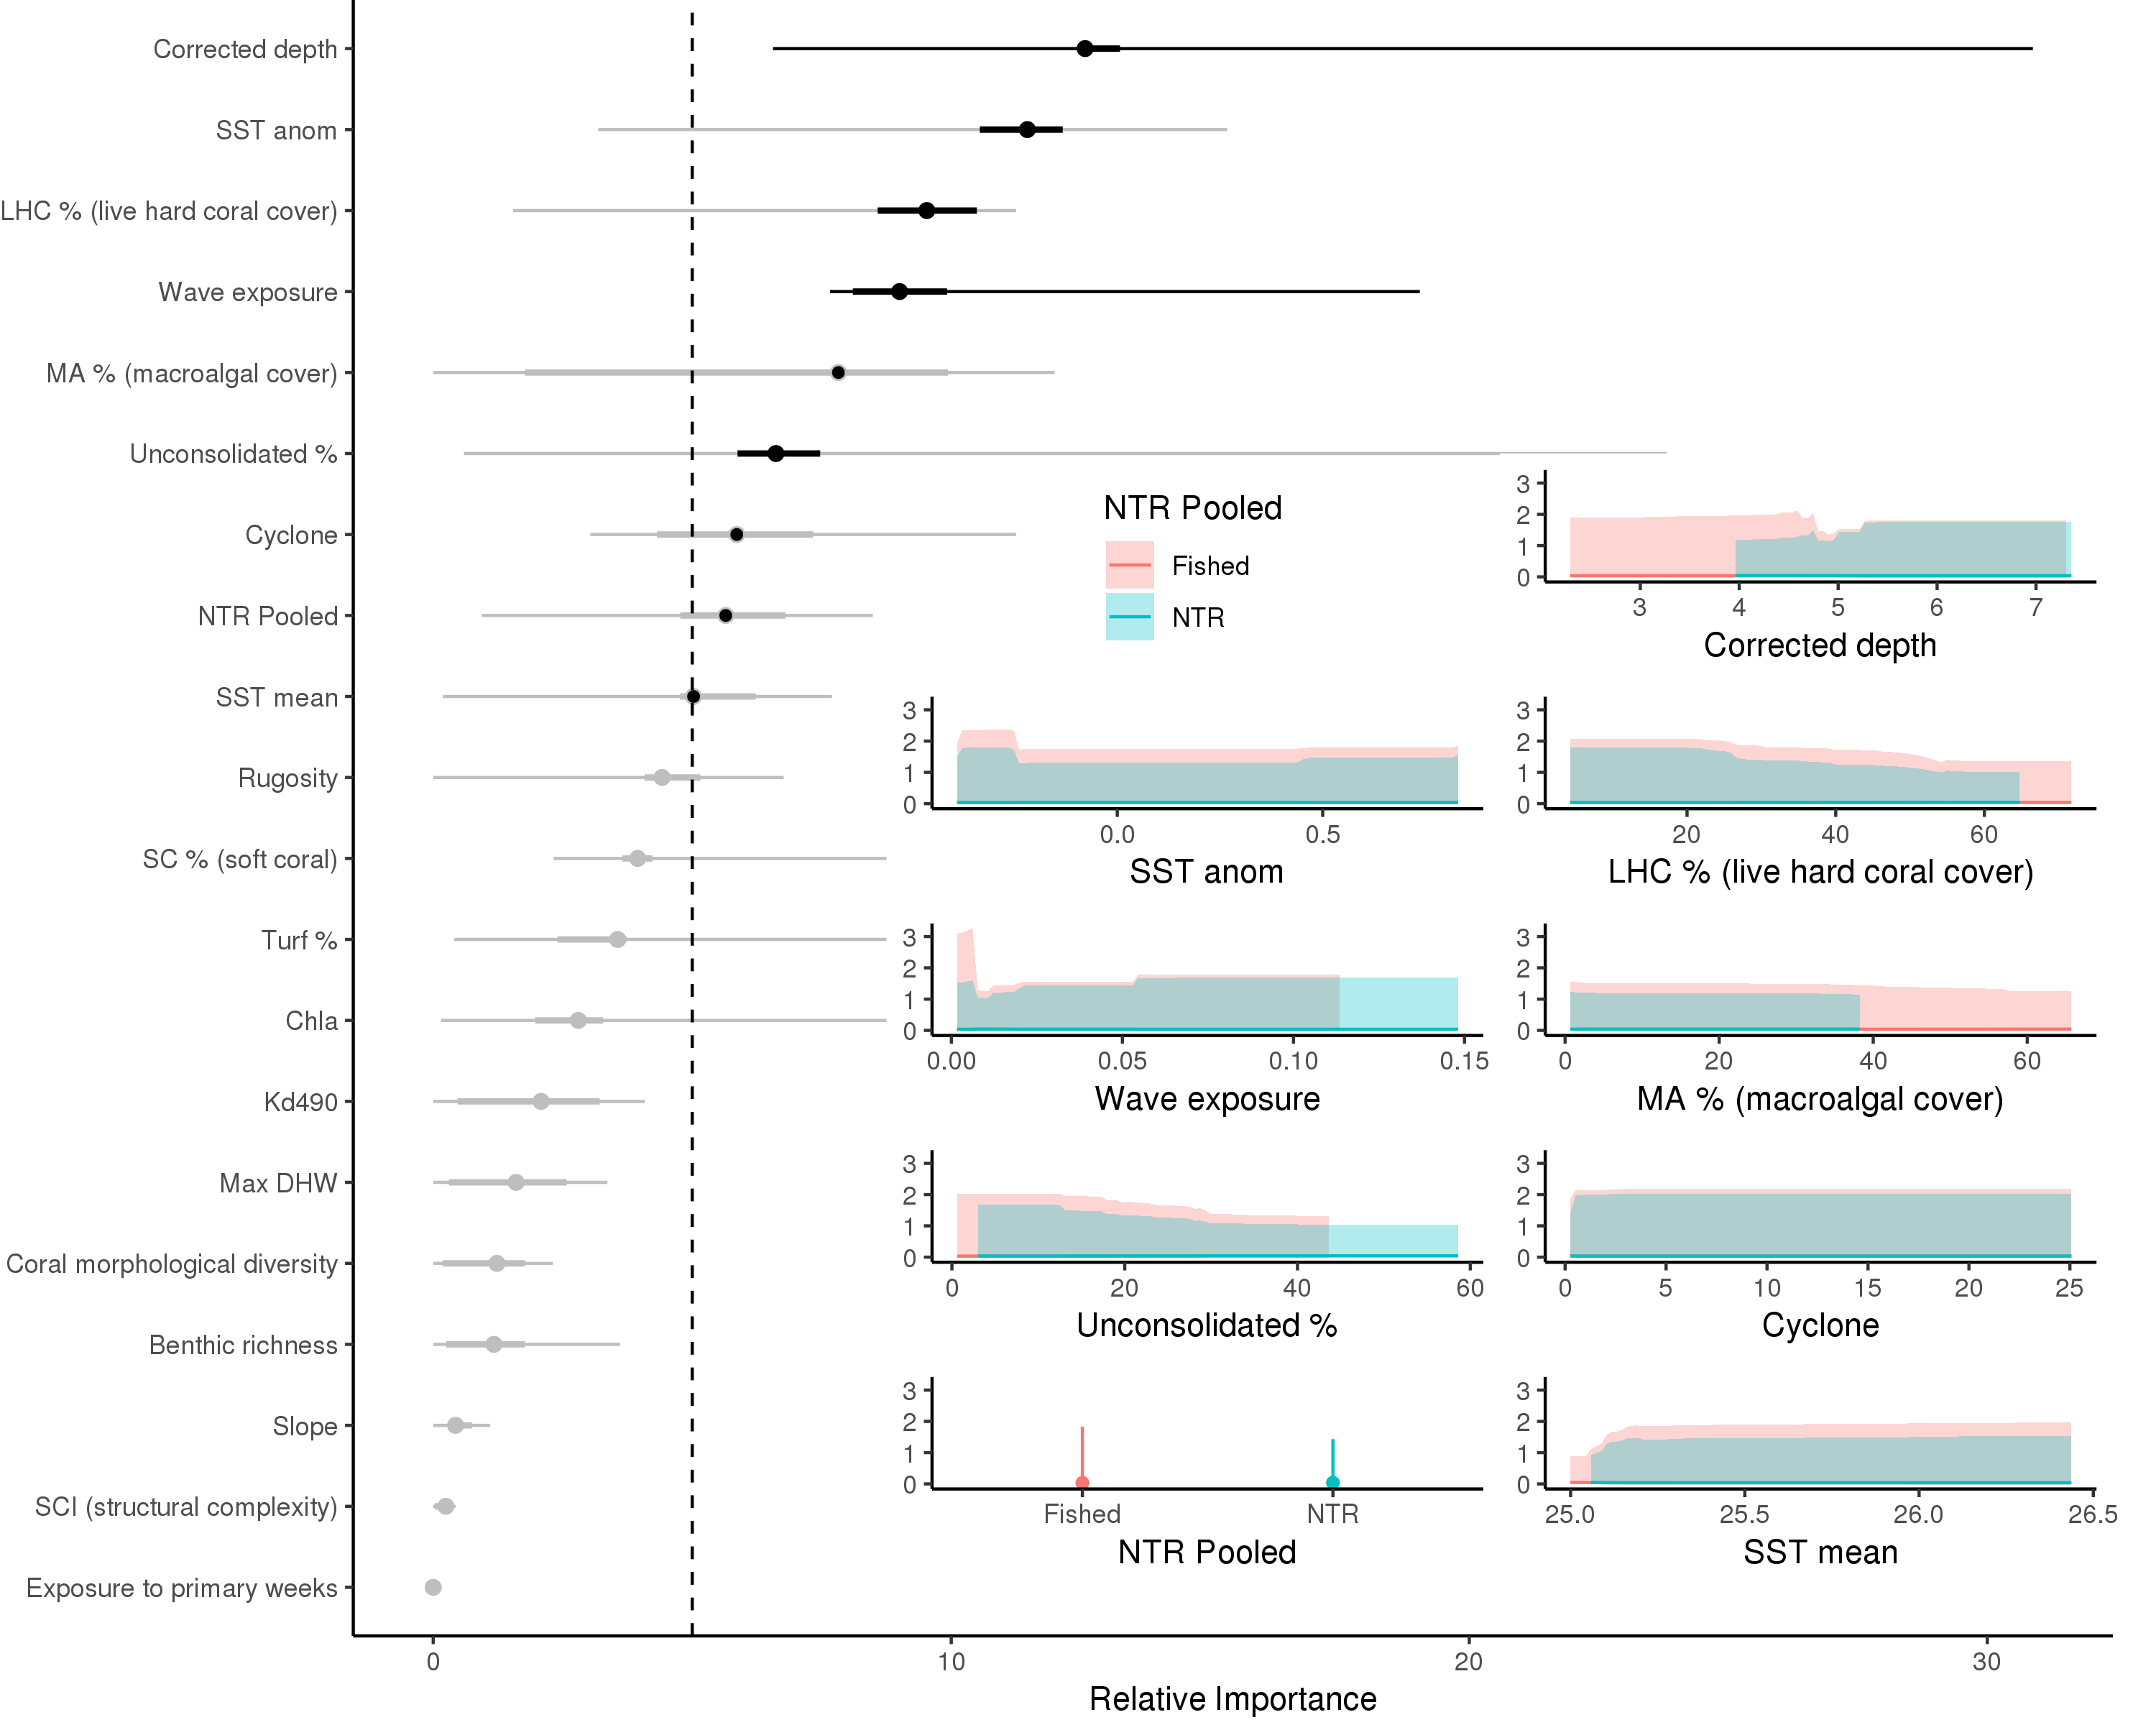 Corrected depth
SST anom
LHC % (live hard coral cover)
Wave exposure
MA % (macroalgal cover)
Unconsolidated %
Cyclone
NTR Pooled
SST mean
Rugosity
SC % (soft coral)
Turf %
Chla
Kd490
Max DHW
Coral morphological diversity
Benthic richness
Slope
SCI (structural complexity)
Exposure to primary weeks
0 10 20 30
Relative Importance
NTR Pooled
Fished
NTR
3
2
1
0
3 4 5 6 7
Corrected depth
3
2
1
0
0.0 0.5
SST anom
3
2
1
0
20 40 60
LHC % (live hard coral cover)
3
2
1
0
0.00 0.05 0.10 0.15
Wave exposure
3
2
1
0
0 20 40 60
MA % (macroalgal cover)
3
2
1
0
0 20 40 60
Unconsolidated %
3
2
1
0
0 5 10 15 20 25
Cyclone
3
2
1
0
Fished NTR
NTR Pooled
3
2
1
0
25.0 25.5 26.0 26.5
SST mean